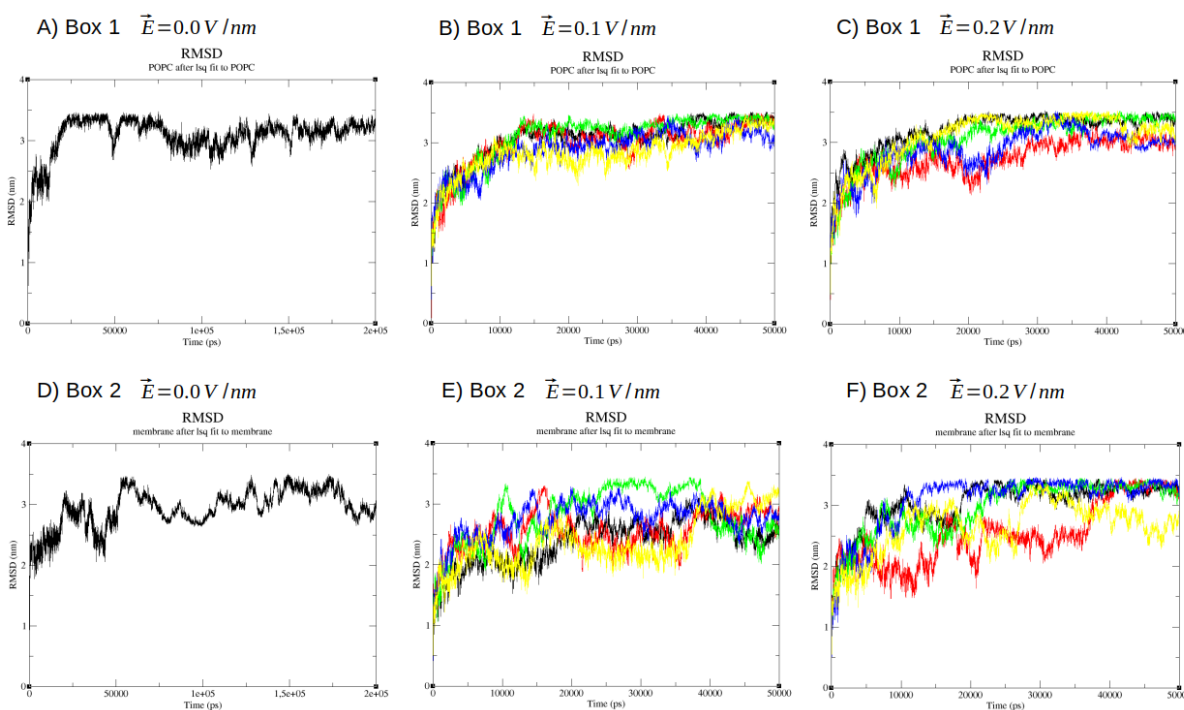 A) Box 1 E⃗=0.0 V/nm
RMSD
POPC after lsq fit to POPC
4
3
2
1
0
RMSD (nm)
0 50000 1e+05 1,5e+05 2e+05
Time (ps)
B) Box 1 E⃗=0.1 V/nm
RMSD
POPC after lsq fit to POPC
4
3
2
1
0
RMSD (nm)
0 10000 20000 30000 40000 50000
Time (ps)
C) Box 1 E⃗=0.2 V/nm
RMSD
POPC after lsq fit to POPC
4
3
2
1
0
RMSD (nm)
0 10000 20000 30000 40000 50000
Time (ps)
D) Box 2 E⃗=0.0 V/nm
RMSD
membrane after lsq fit to membrane
4
3
2
1
0
RMSD (nm)
0 50000 1e+05 1,5e+05 2e+05
Time (ps)
E) Box 2 E⃗=0.1 V/nm
RMSD
membrane after lsq fit to membrane
4
3
2
1
0
RMSD (nm)
0 10000 20000 30000 40000 50000
Time (ps)
F) Box 2 E⃗=0.2 V/nm
RMSD
membrane after lsq fit to membrane
4
3
2
1
0
RMSD (nm)
0 10000 20000 30000 40000 50000
Time (ps)